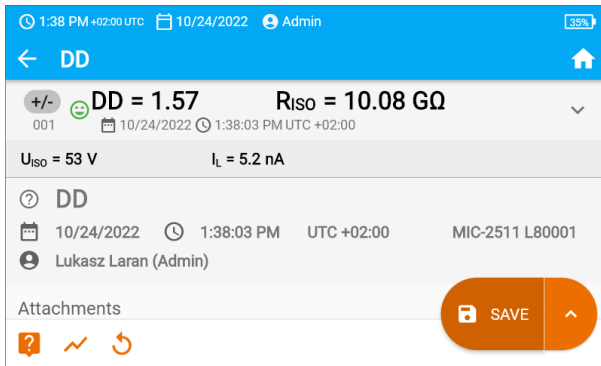 1:38 PM +02:00 UTC 10/24/2022 Admin 35%
DD
+/- DD = 1.57 RISO = 10.08 GΩ
001 10/24/2022 1:38:03 PM UTC +02:00
UISO = 53 V IL = 5.2 nA
DD
10/24/2022 1:38:03 PM UTC +02:00 MIC-2511 L80001
Lukasz Laran (Admin)
Attachments
SAVE